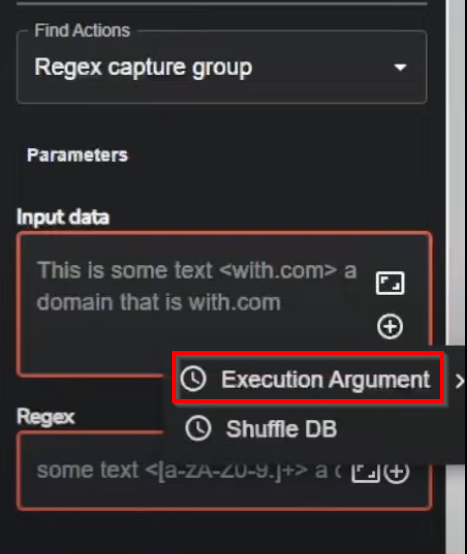 Find Actions
Regex capture group
Parameters
Input data
This is some text <with.com> a
domain that is with.com
Execution Argument
Shuffle DB
Regex
some text <[a-zA-Z0-9.]+> a